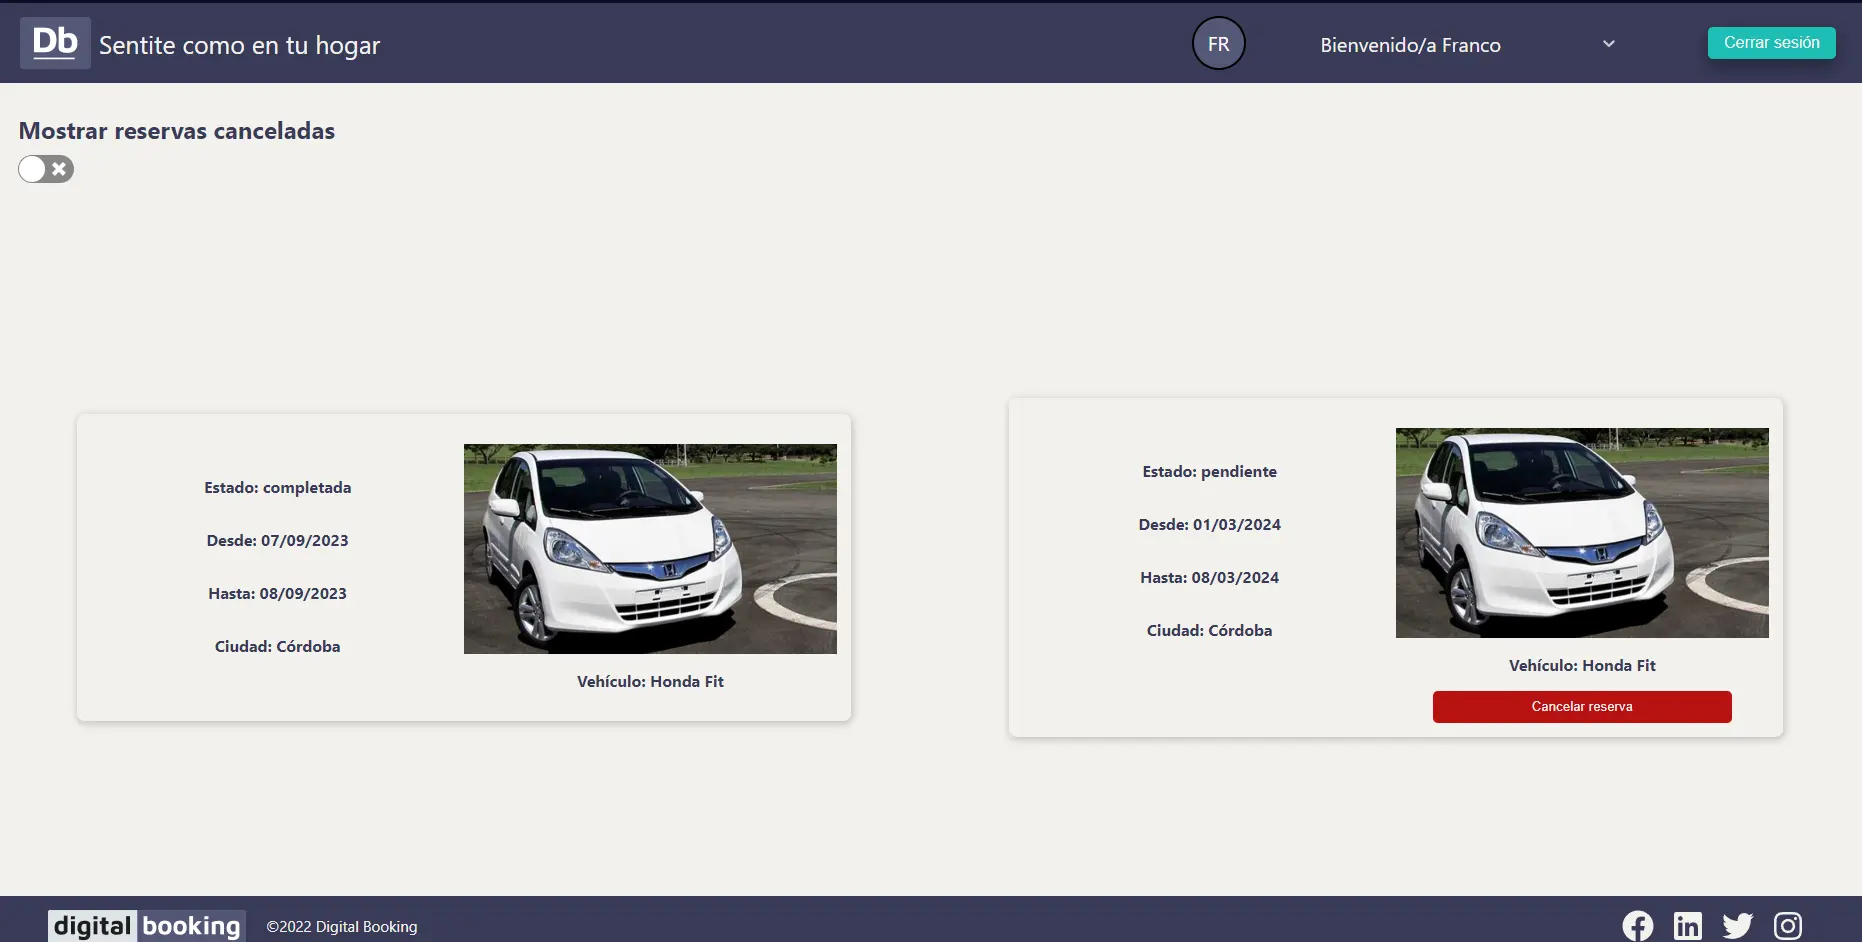 Db
Sentite como en tu hogar
FR
Bienvenido/a Franco
Cerrar sesión
Mostrar reservas canceladas
Estado: completada
Desde: 07/09/2023
Hasta: 08/09/2023
Ciudad: Córdoba
Vehículo: Honda Fit
Estado: pendiente
Desde: 01/03/2024
Hasta: 08/03/2024
Ciudad: Córdoba
Vehículo: Honda Fit
Cancelar reserva
digital booking
©2022 Digital Booking